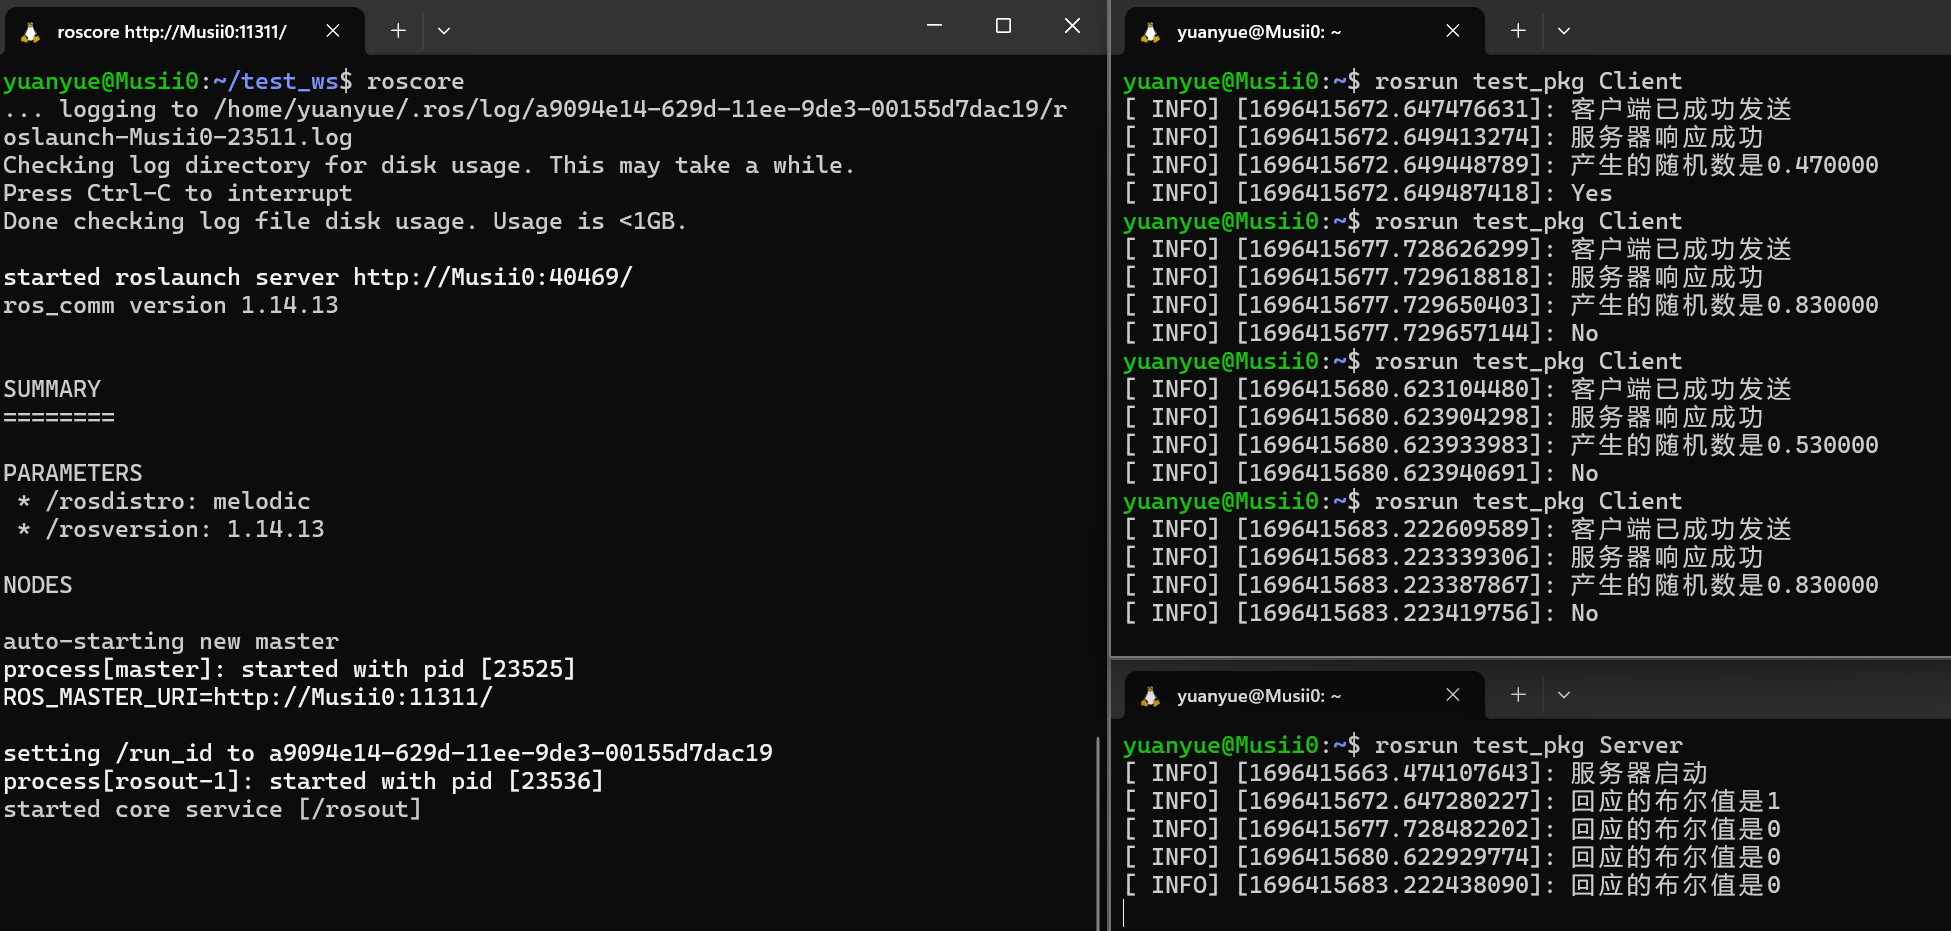 roscore http://Musii0:11311/
yuanyue@Musii0:~/test_ws$ roscore
... logging to /home/yuanyue/.ros/log/a9094e14-629d-11ee-9de3-00155d7dac19/r
oslaunch-Musii0-23511.log
Checking log directory for disk usage. This may take a while.
Press Ctrl-C to interrupt
Done checking log file disk usage. Usage is <1GB.
started roslaunch server http://Musii0:40469/
ros_comm version 1.14.13
SUMMARY
========
PARAMETERS
* /rosdistro: melodic
* /rosversion: 1.14.13
NODES
auto-starting new master
process[master]: started with pid [23525]
ROS_MASTER_URI=http://Musii0:11311/
setting /run_id to a9094e14-629d-11ee-9de3-00155d7dac19
process[rosout-1]: started with pid [23536]
started core service [/rosout]
yuanyue@Musii0: ~
yuanyue@Musii0:~$ rosrun test_pkg Client
[ INFO] [1696415672.647476631]: 客户端已成功发送
[ INFO] [1696415672.649413274]: 服务器响应成功
[ INFO] [1696415672.649448789]: 产生的随机数是0.470000
[ INFO] [1696415672.649487418]: Yes
yuanyue@Musii0:~$ rosrun test_pkg Client
[ INFO] [1696415677.728626299]: 客户端已成功发送
[ INFO] [1696415677.729618818]: 服务器响应成功
[ INFO] [1696415677.729650403]: 产生的随机数是0.830000
[ INFO] [1696415677.729657144]: No
yuanyue@Musii0:~$ rosrun test_pkg Client
[ INFO] [1696415680.623104480]: 客户端已成功发送
[ INFO] [1696415680.623904298]: 服务器响应成功
[ INFO] [1696415680.623933983]: 产生的随机数是0.530000
[ INFO] [1696415680.623940691]: No
yuanyue@Musii0:~$ rosrun test_pkg Client
[ INFO] [1696415683.222609589]: 客户端已成功发送
[ INFO] [1696415683.223339306]: 服务器响应成功
[ INFO] [1696415683.223387867]: 产生的随机数是0.830000
[ INFO] [1696415683.223419756]: No
yuanyue@Musii0: ~
yuanyue@Musii0:~$ rosrun test_pkg Server
[ INFO] [1696415663.474107643]: 服务器启动
[ INFO] [1696415672.647280227]: 回应的布尔值是1
[ INFO] [1696415677.728482202]: 回应的布尔值是0
[ INFO] [1696415680.622929774]: 回应的布尔值是0
[ INFO] [1696415683.222438090]: 回应的布尔值是0